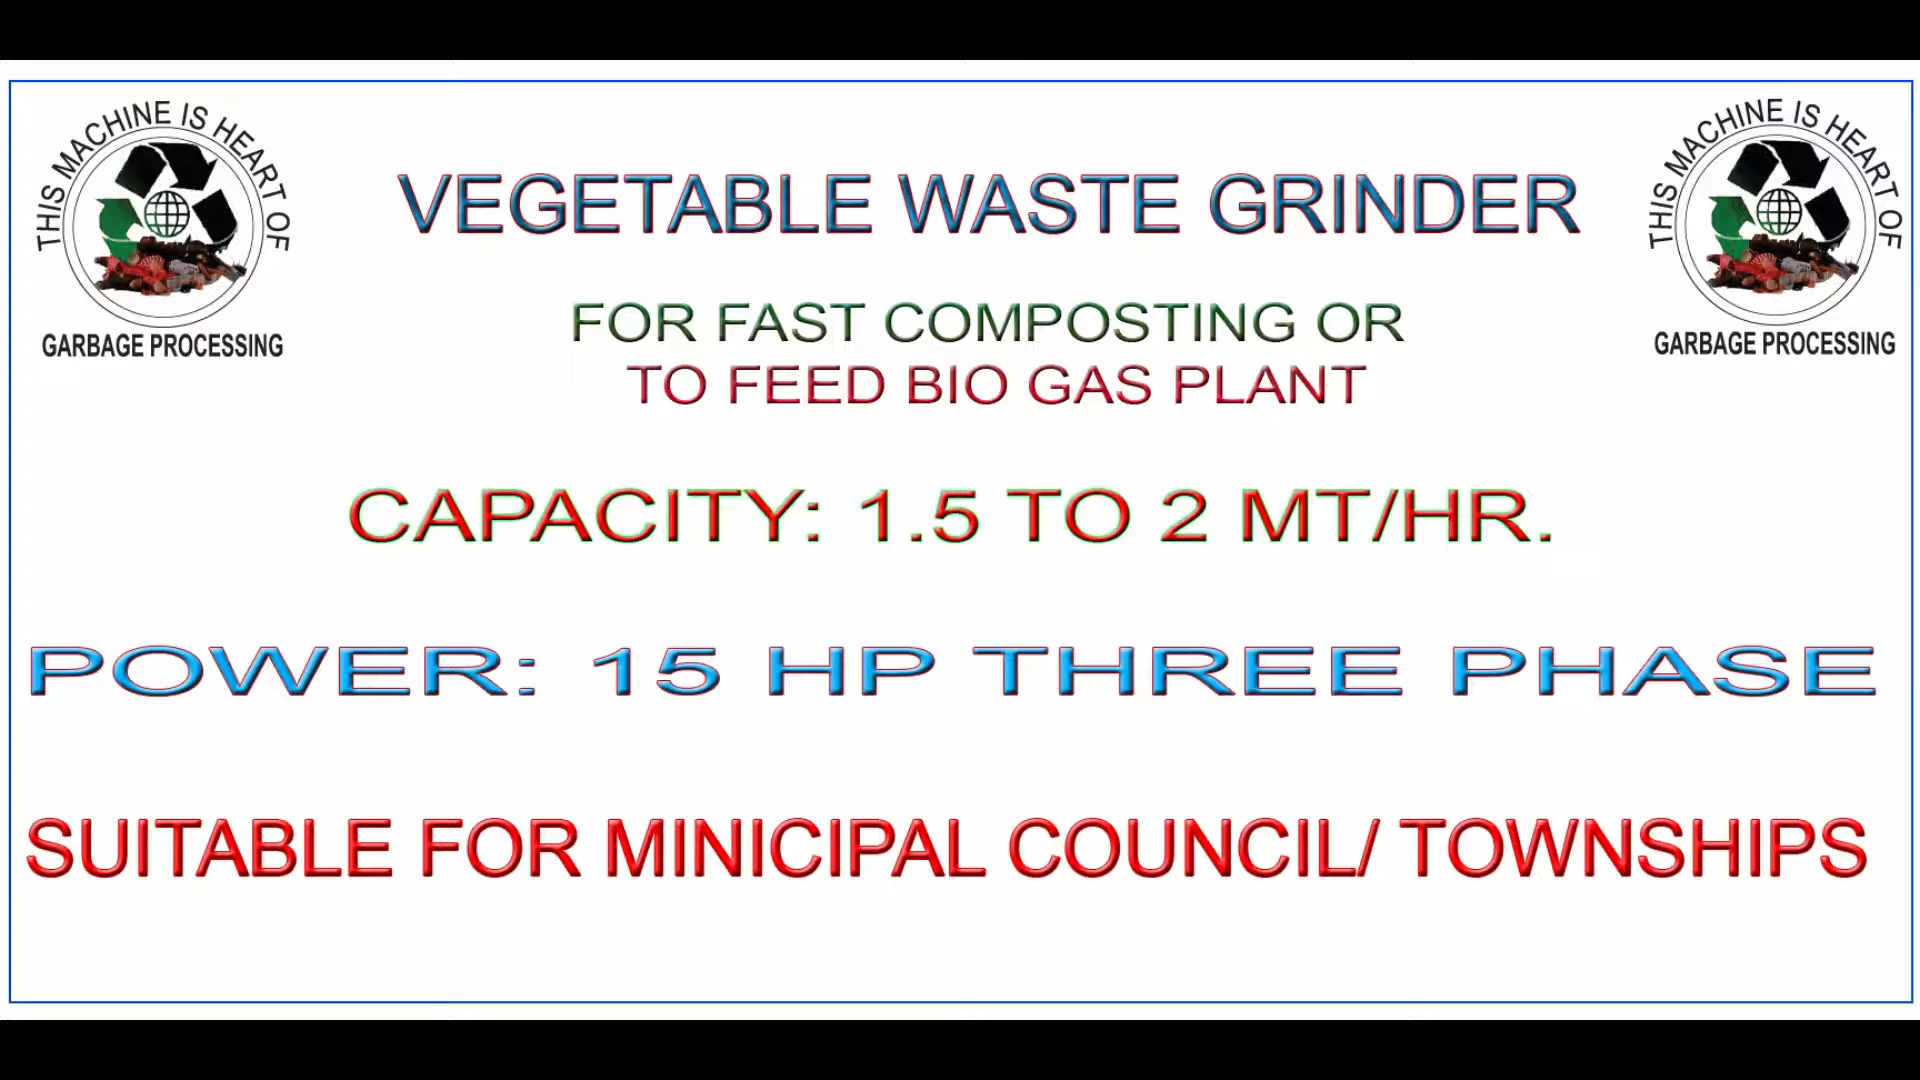 THIS MACHINE IS HEART OF
GARBAGE PROCESSING
THIS MACHINE IS HEART OF
GARBAGE PROCESSING
VEGETABLE WASTE GRINDER
FOR FAST COMPOSTING OR
TO FEED BIO GAS PLANT
CAPACITY: 1.5 TO 2 MT/HR.
POWER: 15 HP THREE PHASE
SUITABLE FOR MINICIPAL COUNCIL/ TOWNSHIPS